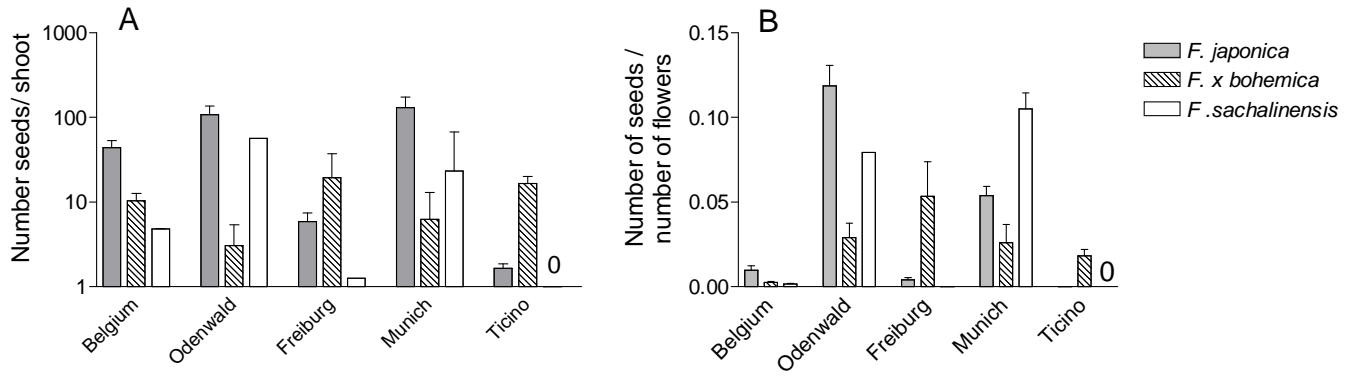 A
Number seeds/ shoot
1000
100
10
1
0
Belgium
Odenwald
Freiburg
Munich
Ticino
B
Number of seeds /
number of flowers
0.15
0.10
0.05
0.00
0
Belgium
Odenwald
Freiburg
Munich
Ticino
F. japonica
F. x bohemica
F .sachalinensis